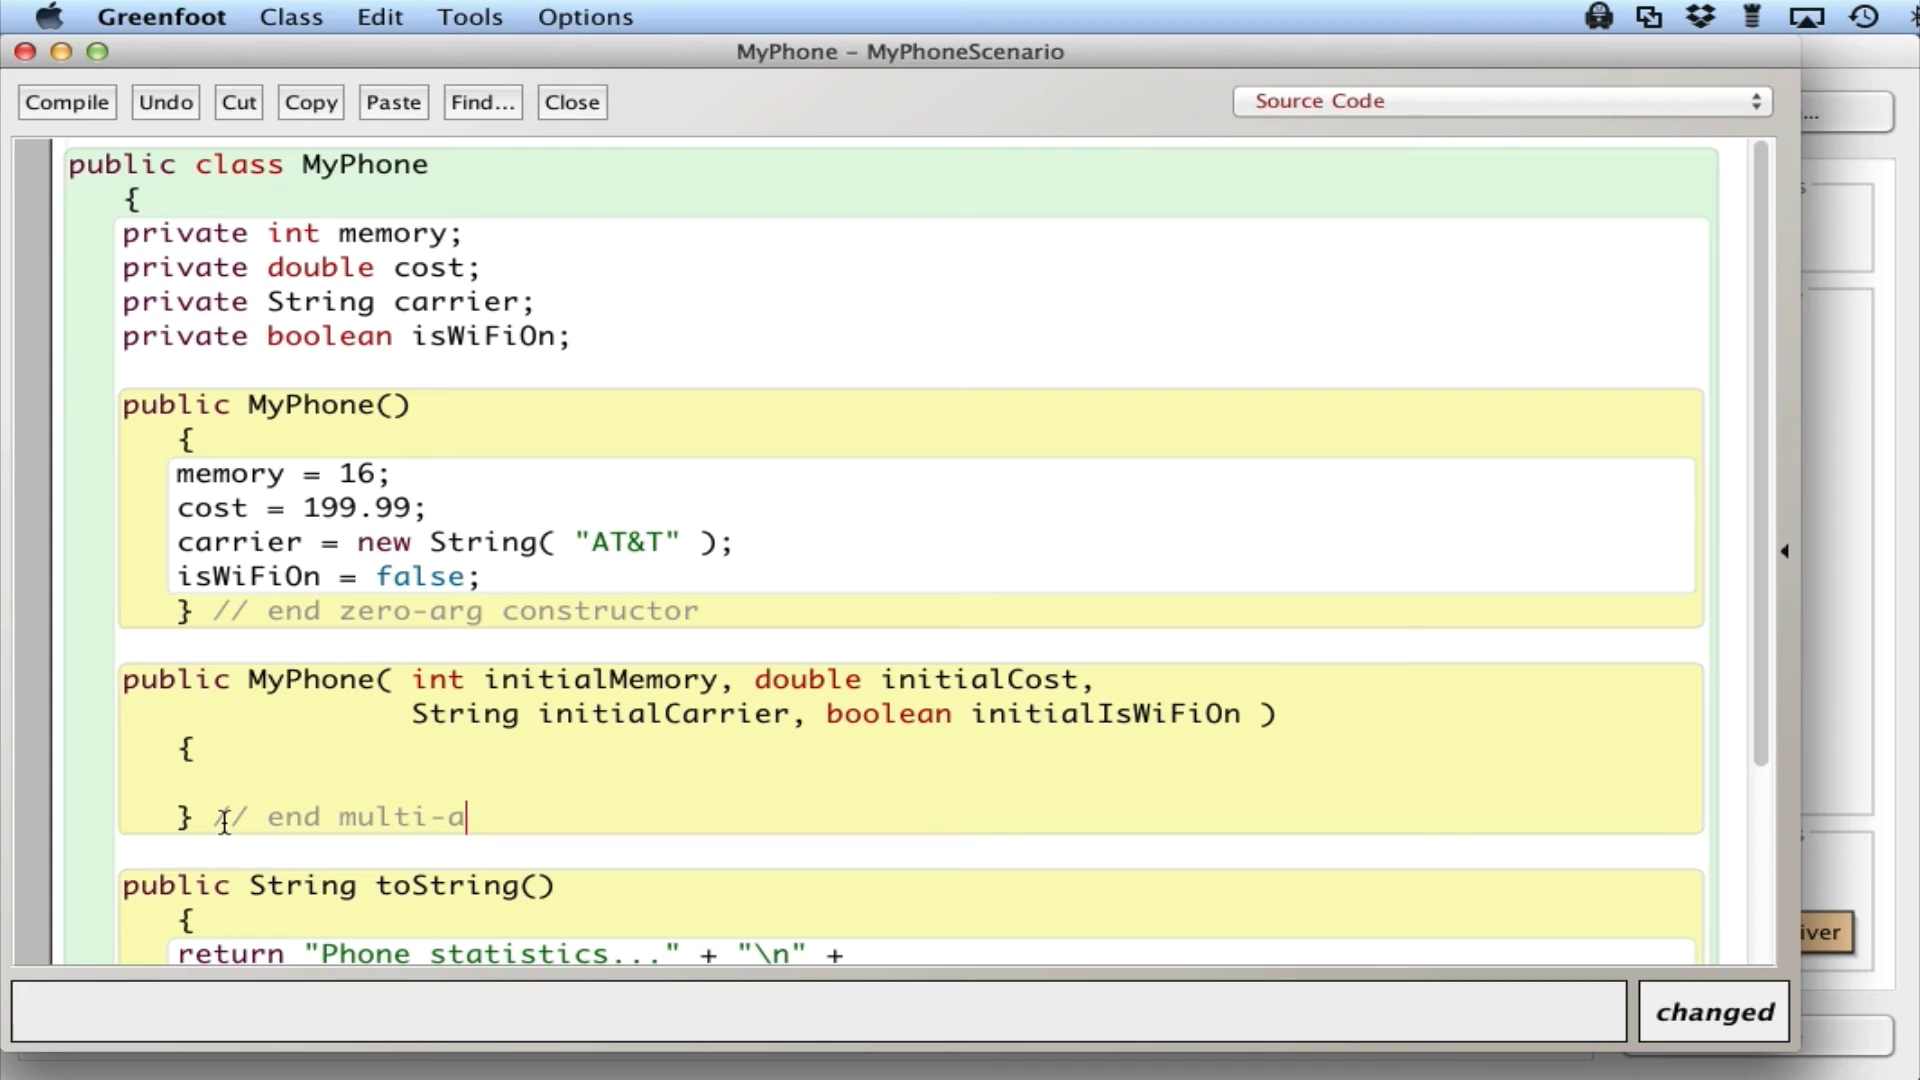 Greenfoot Class Edit Tools Options
MyPhone - MyPhoneScenario
Compile Undo Cut Copy Paste Find... Close Source Code
...
public class MyPhone
{
private int memory;
private double cost;
private String carrier;
private boolean isWiFiOn;
public MyPhone()
{
memory = 16;
cost = 199.99;
carrier = new String( "AT&T" );
isWiFiOn = false;
} // end zero-arg constructor
public MyPhone( int initialMemory, double initialCost,
String initialCarrier, boolean initialIsWiFiOn )
{
} // end multi-a
public String toString()
{
return "Phone statistics..." + "\n" +
iver
changed